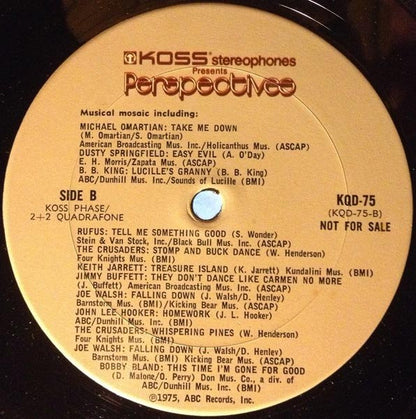 KOSS® stereophones
Presents
Perspectives
Musical mosaic including:
MICHAEL OMARTIAN: TAKE ME DOWN
(M. Omartian/S. Omartian)
American Broadcasting Mus. Inc./Holicanthus Mus. (ASCAP)
DUSTY SPRINGFIELD: EASY EVIL (A. O'Day)
E. H. Morris/Zapata Mus. (ASCAP)
B. B. KING: LUCILLE'S GRANNY (B. B. King)
ABC/Dunhill Mus. Inc./Sounds of Lucille (BMI)
SIDE B
KOSS PHASE/
2+2 QUADRAFONE
KQD-75
(KQD-75-B)
NOT FOR SALE
RUFUS: TELL ME SOMETHING GOOD (S. Wonder)
Stein & Van Stock, Inc./Black Bull Mus. Inc. (ASCAP)
THE CRUSADERS: STOMP AND BUCK DANCE (W. Henderson)
Four Knights Mus. (BMI)
KEITH JARRETT: TREASURE ISLAND (K. Jarrett) Kundalini Mus. (BMI)
JIMMY BUFFETT: THEY DON'T DANCE LIKE CARMEN NO MORE
(J. Buffett) American Broadcasting Mus. Inc. (ASCAP)
JOE WALSH: FALLING DOWN (J. Walsh/D. Henley)
Barnstorm Mus. (BMI)/Kicking Bear Mus. (ASCAP)
JOHN LEE HOOKER: HOMEWORK (J. L. Hooker)
ABC/Dunhill Mus. Inc. (BMI)
THE CRUSADERS: WHISPERING PINES (W. Henderson)
Four Knights Mus. (BMI)
JOE WALSH: FALLING DOWN (J. Walsh/D. Henley)
Barnstorm Mus. (BMI) Kicking Bear Mus. (ASCAP)
BOBBY BLAND: THIS TIME I'M GONE FOR GOOD
(D. Malone/O. Perry) Don Mus. Co., a div. of
ABC/Dunhill Mus. Inc. (BMI)
℗1975, ABC Records, Inc.